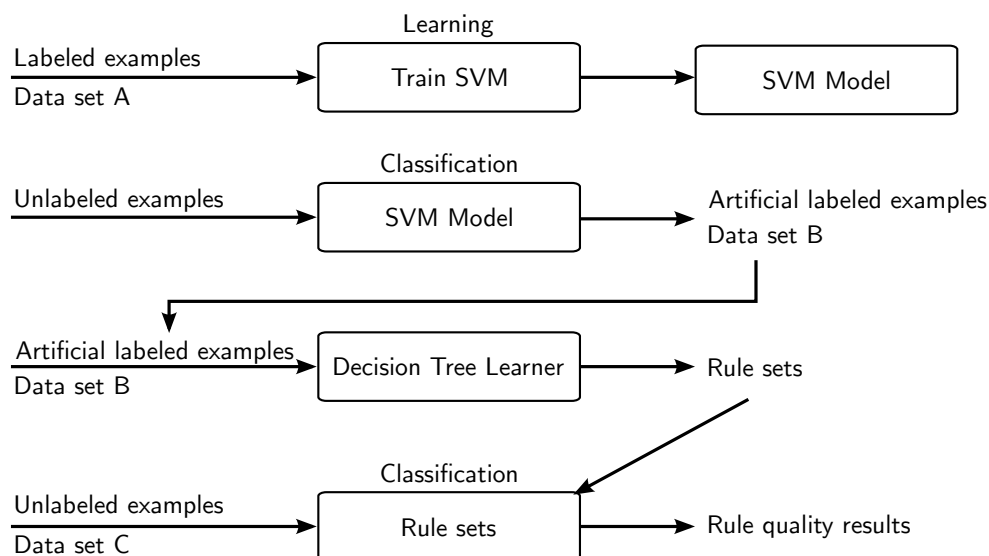 Learning
Labeled examples
Data set A
Train SVM
SVM Model
Classification
Unlabeled examples
SVM Model
Artificial labeled examples
Data set B
Artificial labeled examples
Data set B
Decision Tree Learner
Rule sets
Classification
Unlabeled examples
Data set C
Rule sets
Rule quality results